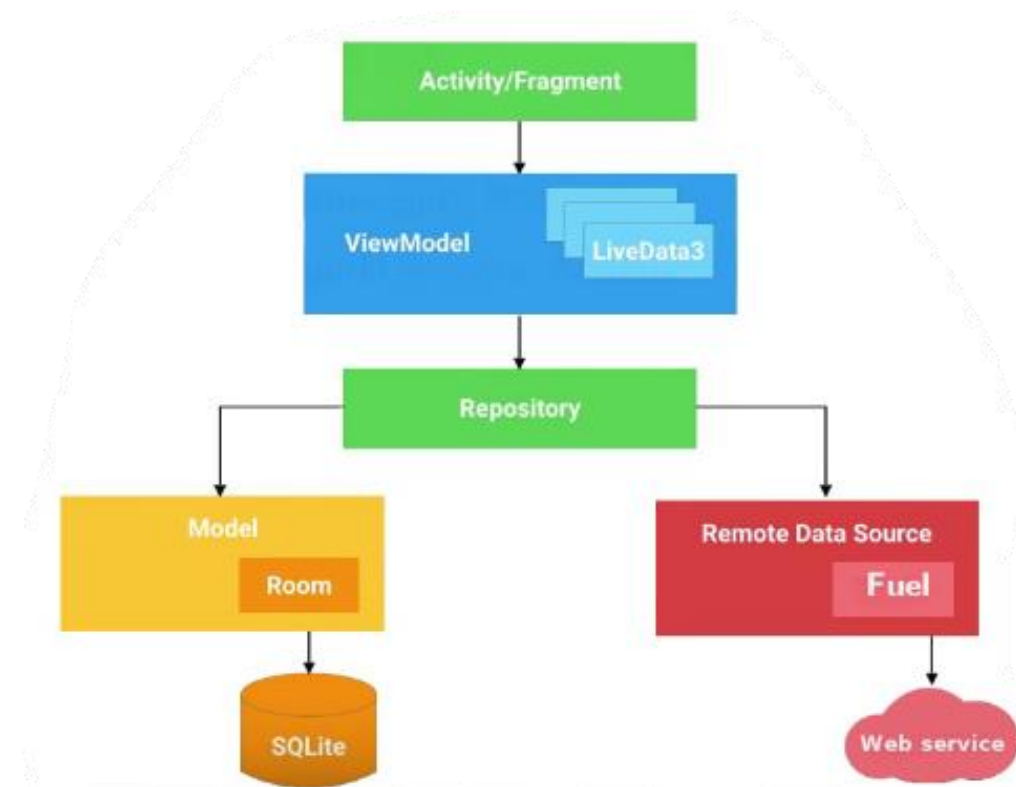 Activity/Fragment
ViewModel
LiveData3
Repository
Model
Room
SQLite
Remote Data Source
Fuel
Web service